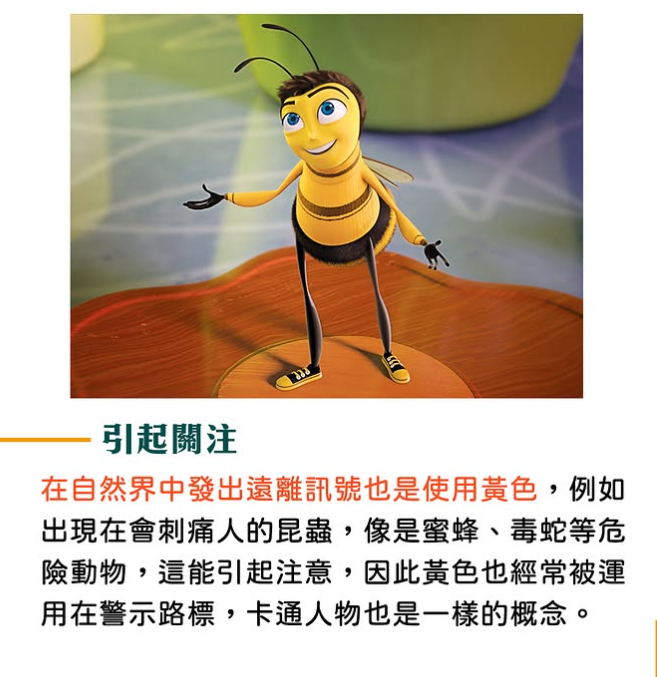 引起關注
在自然界中發出遠離訊號也是使用黃色，例如
出現在會刺痛人的昆蟲，像是蜜蜂、毒蛇等危
險動物，這能引起注意，因此黃色也經常被運
用在警示路標，卡通人物也是一樣的概念。